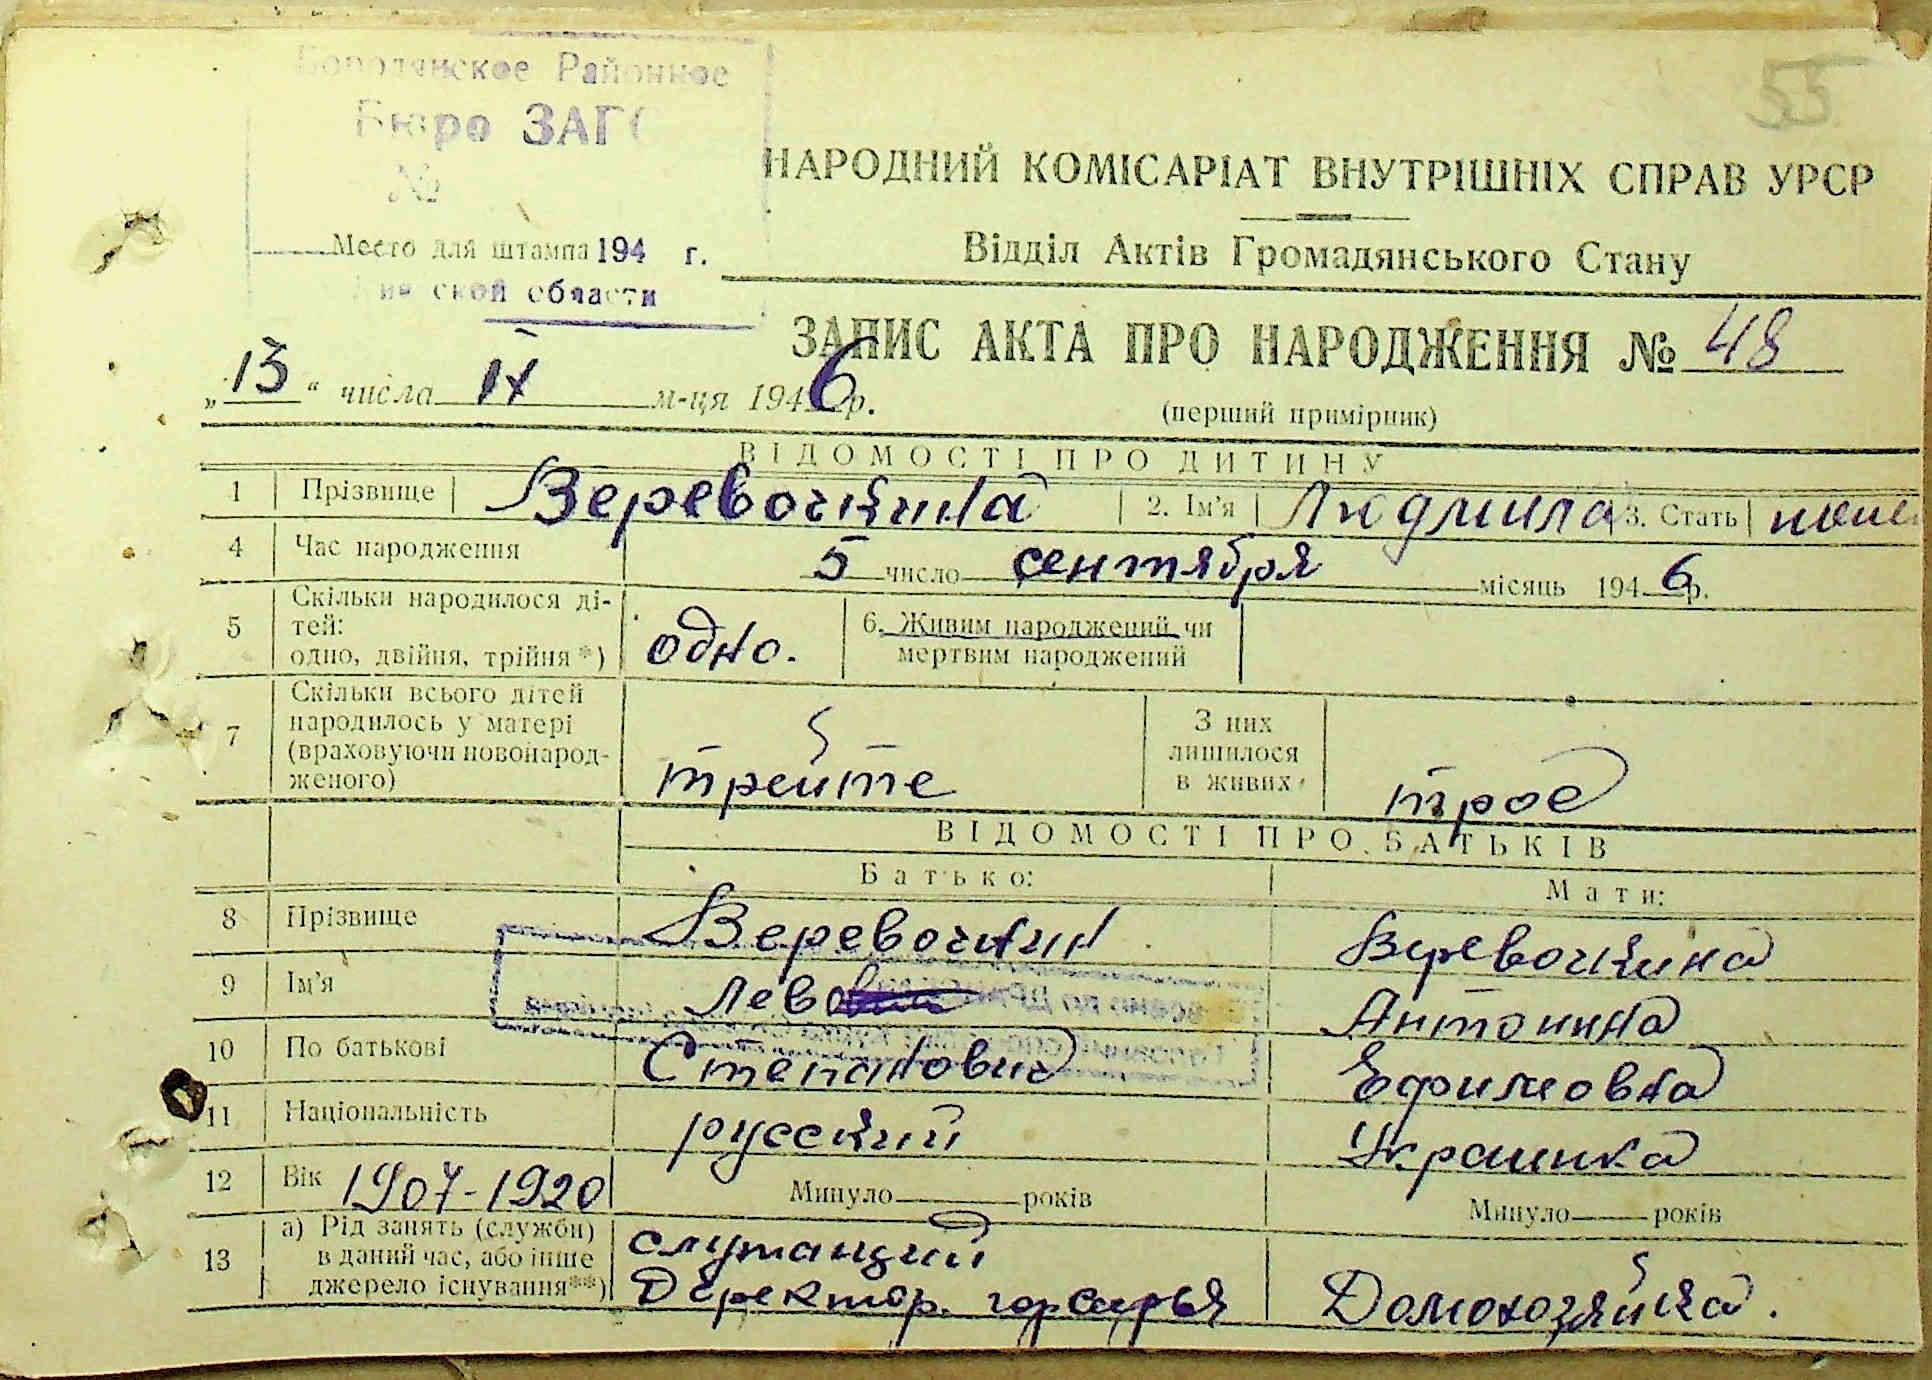 55
Бородянское Районное
Бюро ЗАГС
№
Место для штампа 194 г.
ской области
НАРОДНИЙ КОМІСАРІАТ ВНУТРІШНІХ СПРАВ УРСР
Відділ Актів Громадянського Стану
ЗАПИС АКТА ПРО НАРОДЖЕННЯ № 48
„13“ числа IX м-ця 1946 р.
(перший примірник)
ВІДОМОСТІ ПРО ДИТИНУ
1 Прізвище Веревочкина 2. Ім'я Людмила 3. Стать
4 Час народження 5 число сентября місяць 1946 р.
5 Скільки народилося ді-
тей:
одно, двійня, трійня*) одно.
6. Живим народжений чи
мертвим народжений
7 Скільки всього дітей
народилось у матері
(враховуючи новонарод-
женого)
З них
лишилося
в живих
трое
ВІДОМОСТІ ПРО БАТЬКІВ
Батько: Мати:
8 Прізвище Веревочкин Веревочкина
9 Ім'я Лев Антонина
10 По батькові Степанович Ефимовна
11 Національність русский Украинка
12 Вік 1907-1920 Минуло років Минуло років
13 а) Рід занять (служби)
в даний час, або інше
джерело існування**)
служащий
Директор Домохозяйка.